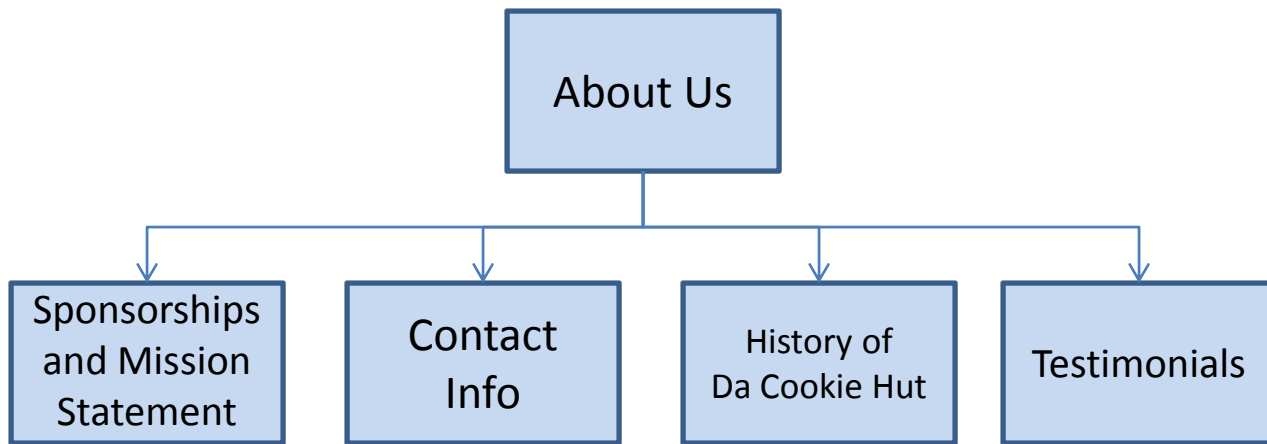 About Us
Sponsorships
and Mission
Statement
Contact
Info
History of
Da Cookie Hut
Testimonials